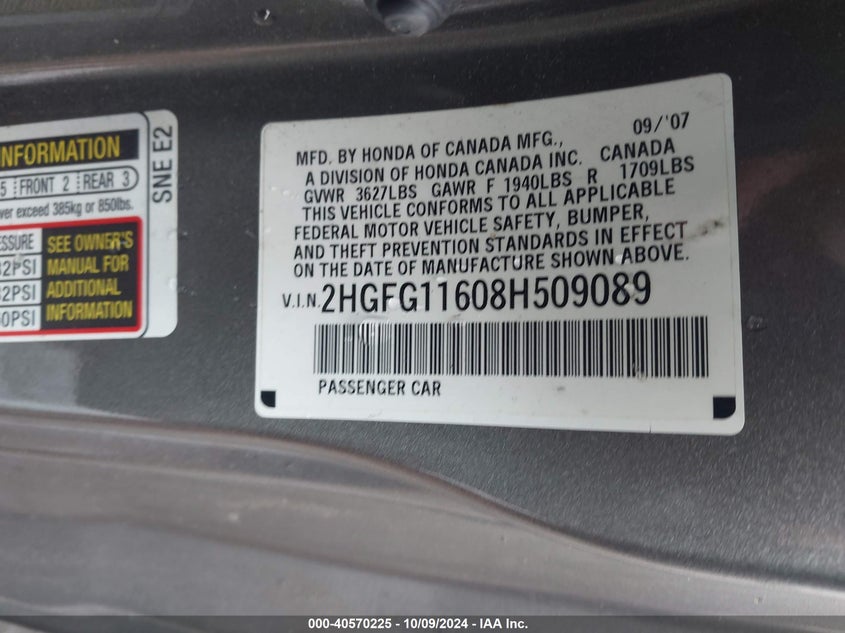 INFORMATION
5 FRONT 2 REAR 3
ver exceed 385kg or 850lbs.
SSURE SEE OWNER'S
32PSI MANUAL FOR
32PSI ADDITIONAL
60PSI INFORMATION
SNE E2
09/'07
MFD. BY HONDA OF CANADA MFG.,
A DIVISION OF HONDA CANADA INC. CANADA
GVWR 3627LBS GAWR F 1940LBS R 1709LBS
THIS VEHICLE CONFORMS TO ALL APPLICABLE
FEDERAL MOTOR VEHICLE SAFETY, BUMPER,
AND THEFT PREVENTION STANDARDS IN EFFECT
ON THE DATE OF MANUFACTURE SHOWN ABOVE.
V.I.N. 2HGFG11608H509089
PASSENGER CAR
000-40570225 - 10/09/2024 - IAA Inc.